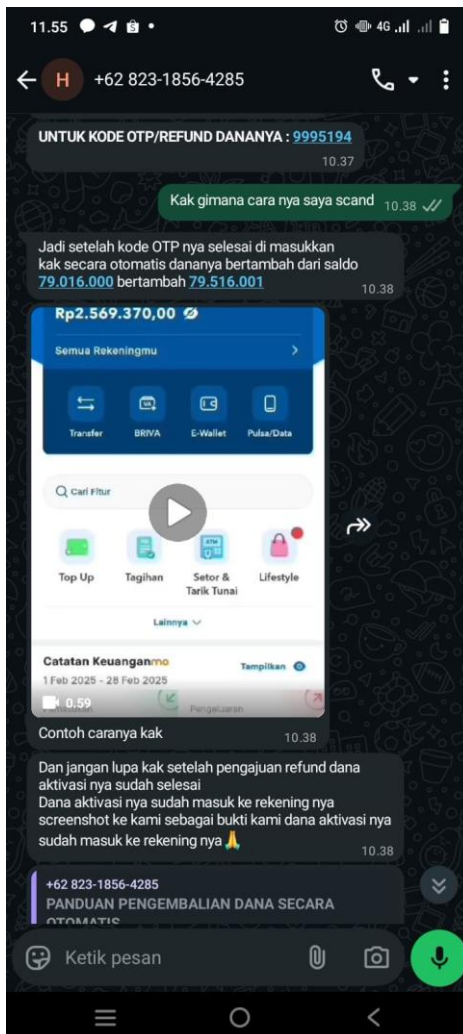 11.55
4G
H
+62 823-1856-4285
UNTUK KODE OTP/REFUND DANANYA : 9995194
10.37
Kak gimana cara nya saya scand
10.38
Jadi setelah kode OTP nya selesai di masukkan
kak secara otomatis dananya bertambah dari saldo
79.016.000 bertambah 79.516.001
10.38
Rp2.569.370,00
Semua Rekeningmu
Transfer BRIVA E-Wallet Pulsa/Data
Cari Fitur
Top Up Tagihan Setor & Lifestyle
Tarik Tunai
Lainnya
Catatan Keuanganmo Tampilkan
1 Feb 2025 - 28 Feb 2025
0.59
Pengeluaran
Contoh caranya kak
10.38
Dan jangan lupa kak setelah pengajuan refund dana
aktivasi nya sudah selesai
Dana aktivasi nya sudah masuk ke rekening nya
screenshot ke kami sebagai bukti kami dana aktivasi nya
sudah masuk ke rekening nya🙏
10.38
+62 823-1856-4285
PANDUAN PENGEMBALIAN DANA SECARA
OTOMATIS
Ketik pesan